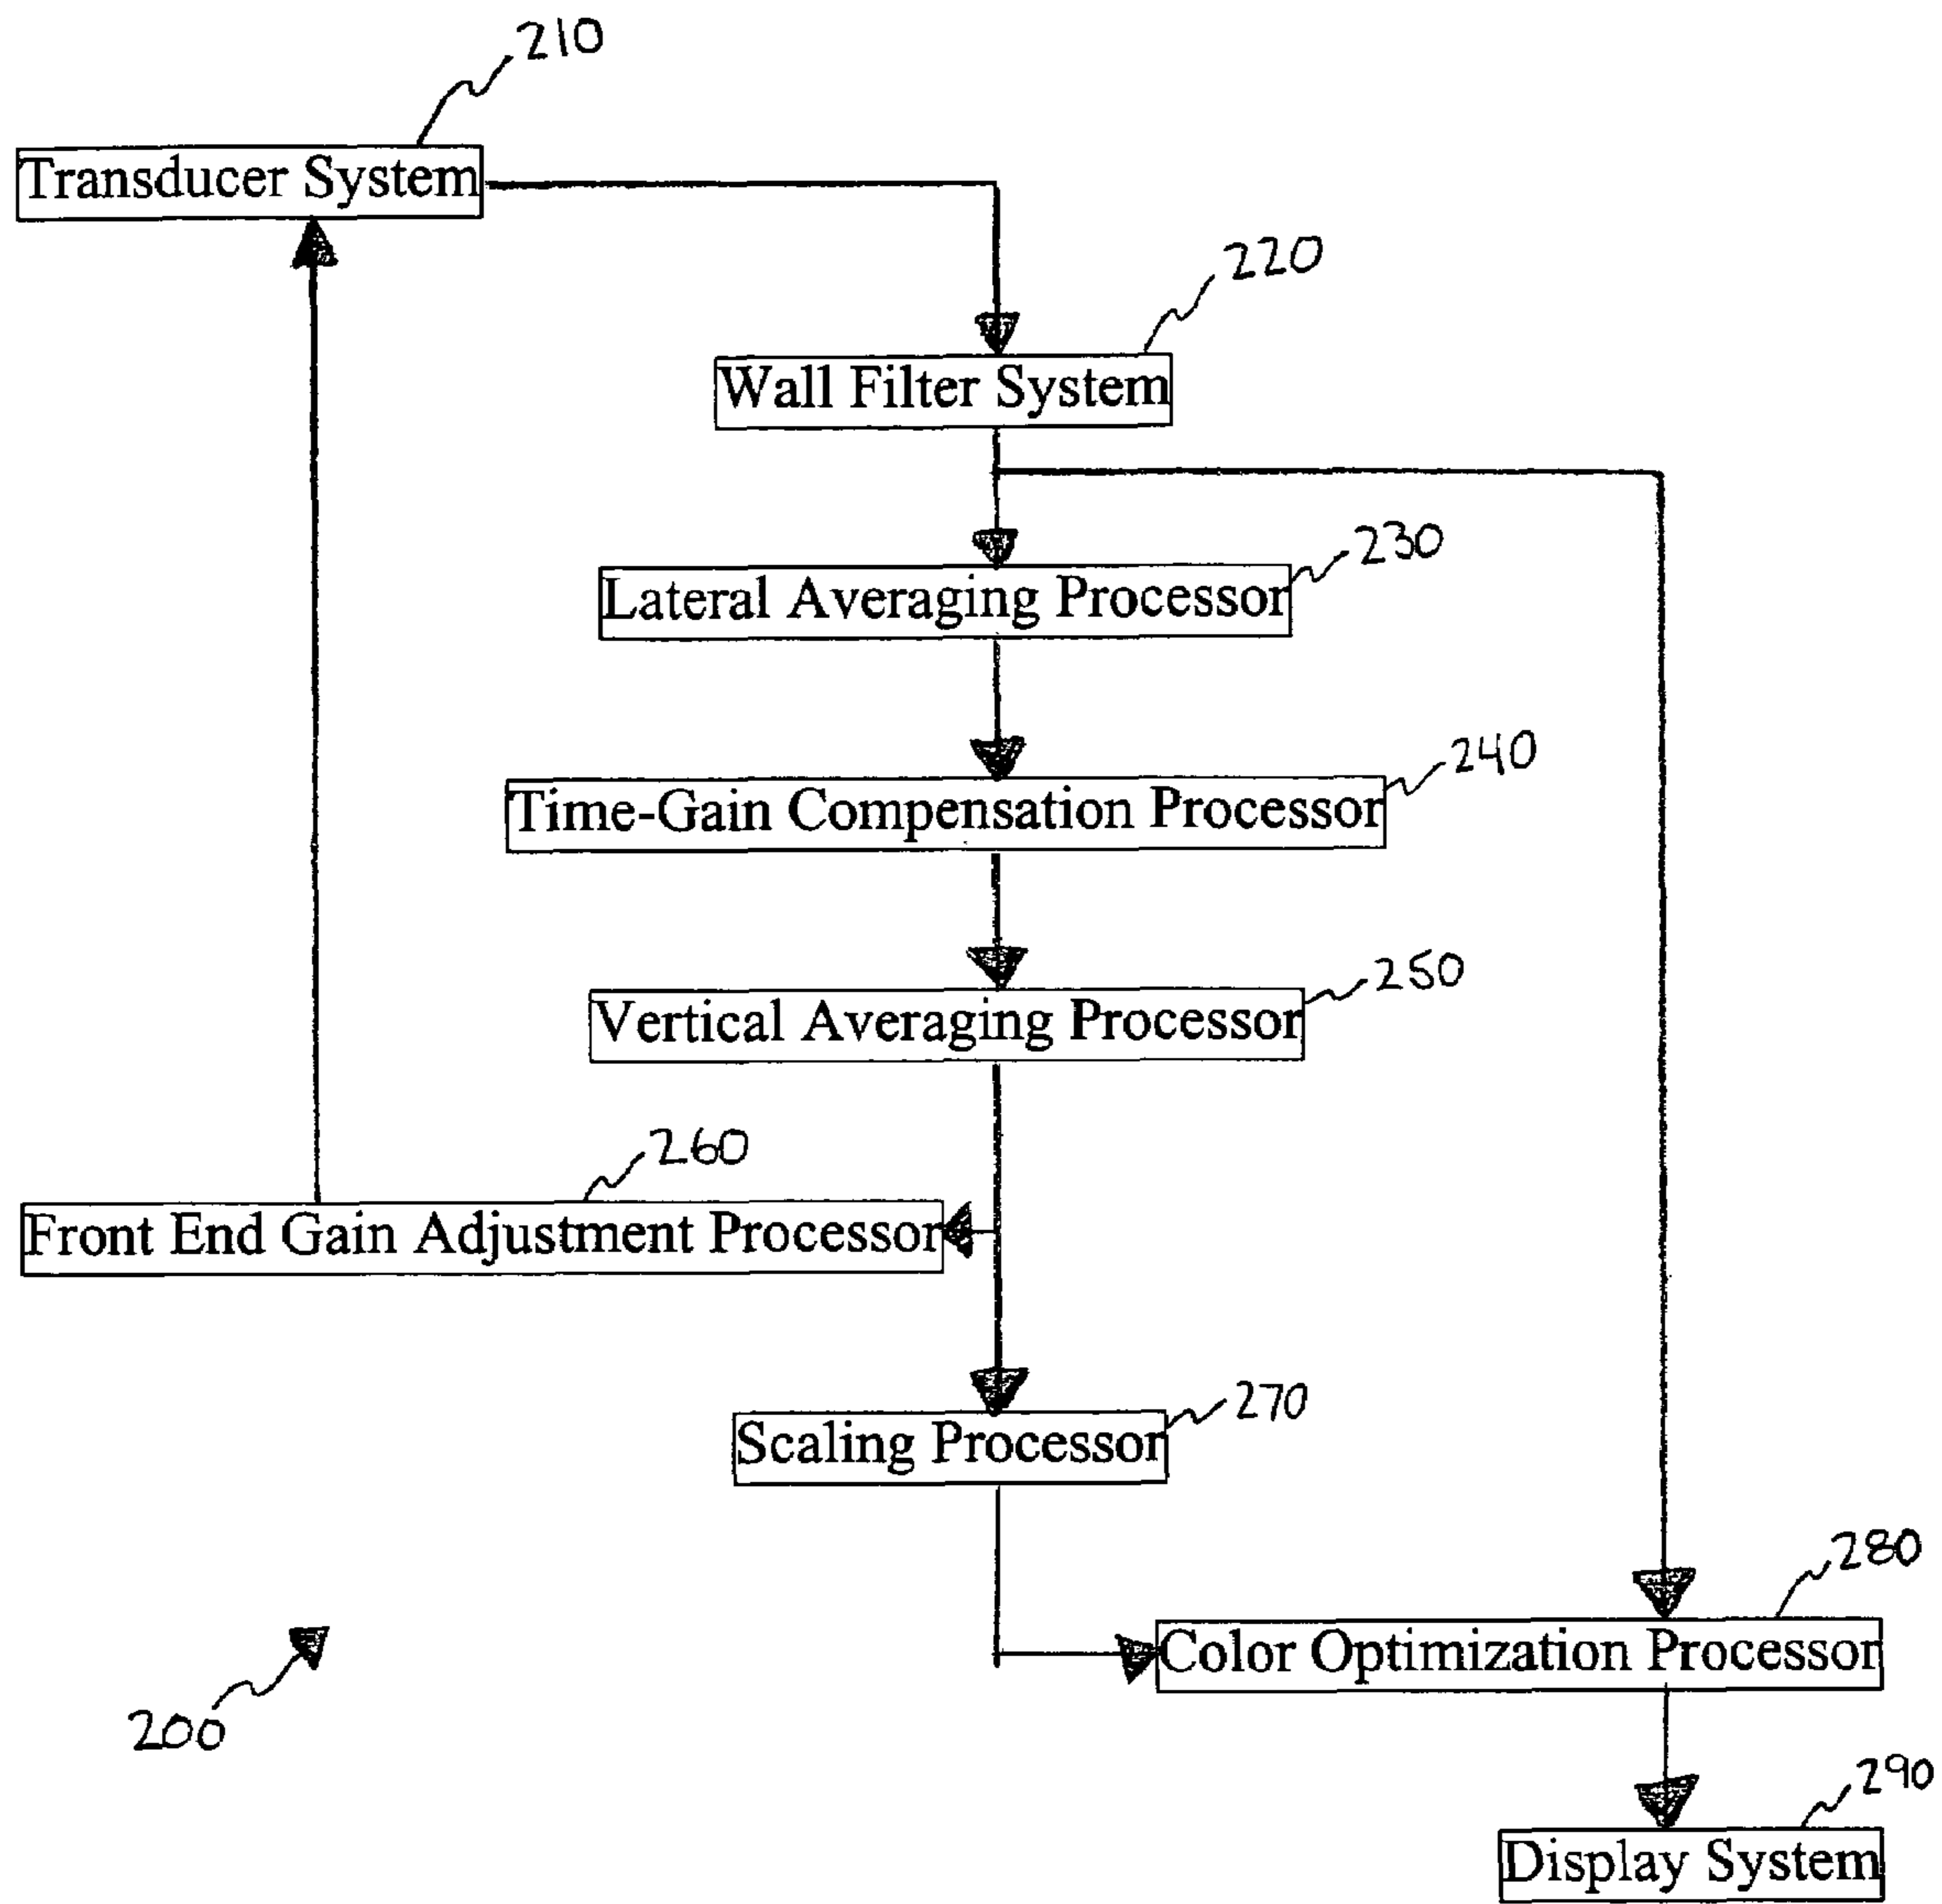 210
Transducer System
220
Wall Filter System
230
Lateral Averaging Processor
240
Time-Gain Compensation Processor
250
Vertical Averaging Processor
260
Front End Gain Adjustment Processor
270
Scaling Processor
280
Color Optimization Processor
200
290
Display System